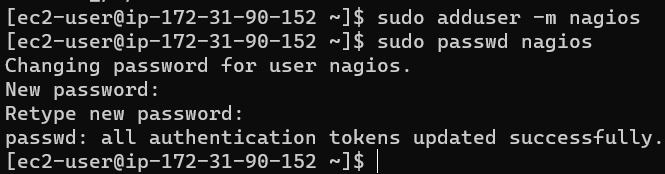 [ec2-user@ip-172-31-90-152 ~]$ sudo adduser -m nagios
[ec2-user@ip-172-31-90-152 ~]$ sudo passwd nagios
Changing password for user nagios.
New password:
Retype new password:
passwd: all authentication tokens updated successfully.
[ec2-user@ip-172-31-90-152 ~]$